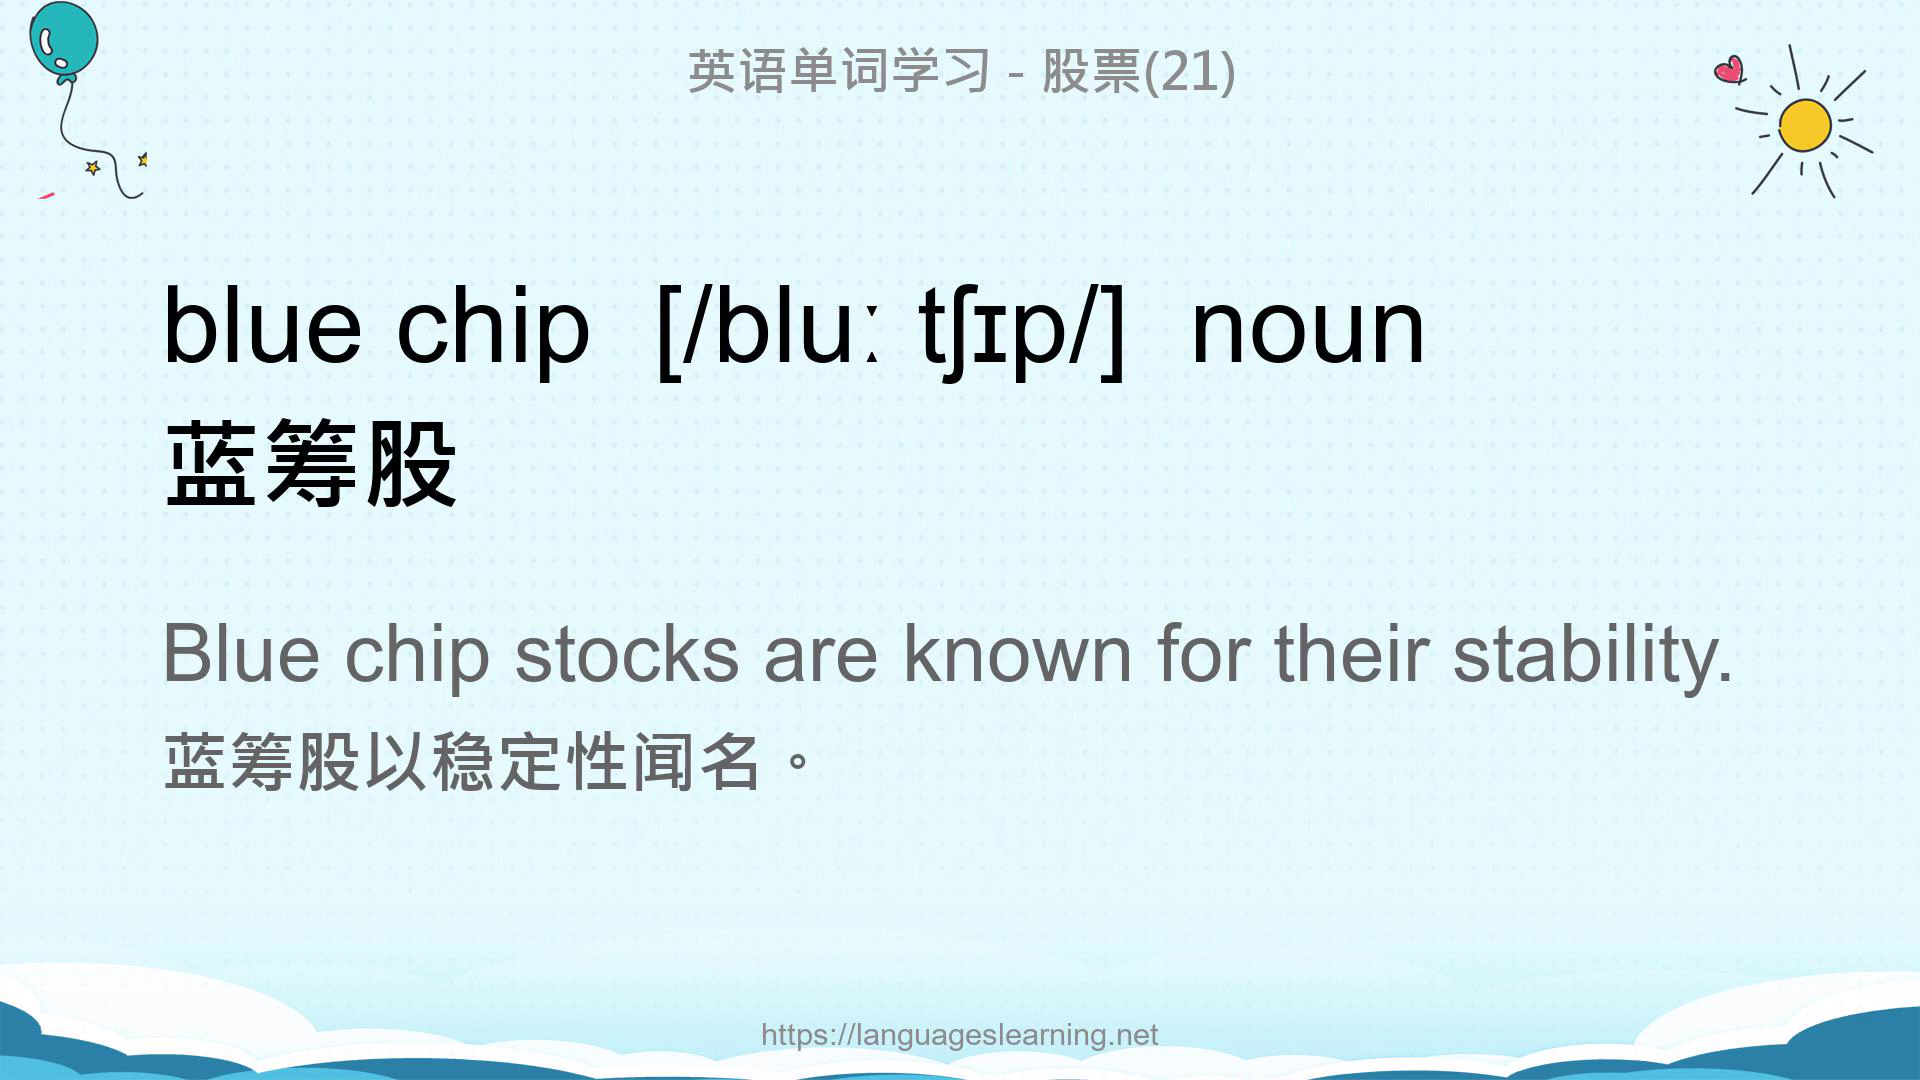 英语单词学习 - 股票(21)
blue chip [/bluː tʃɪp/] noun
蓝筹股
Blue chip stocks are known for their stability.
蓝筹股以稳定性闻名。
https://languageslearning.net